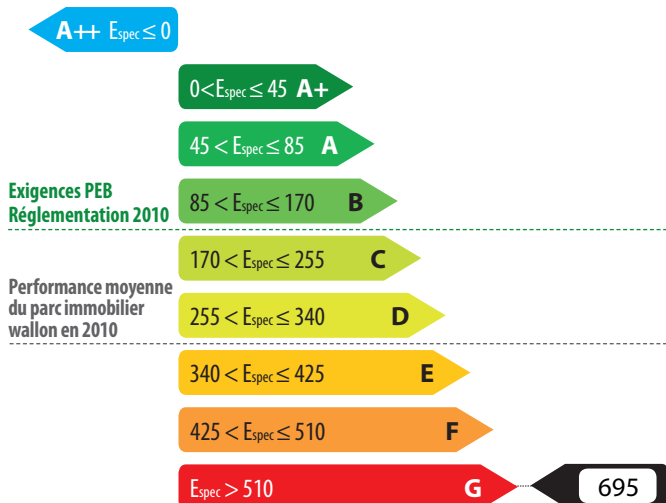 A++ Espec ≤ 0
0 < Espec ≤ 45 A+
45 < Espec ≤ 85 A
Exigences PEB
Réglementation 2010
85 < Espec ≤ 170 B
170 < Espec ≤ 255 C
Performance moyenne
du parc immobilier
wallon en 2010
255 < Espec ≤ 340 D
340 < Espec ≤ 425 E
425 < Espec ≤ 510 F
Espec > 510 G
695